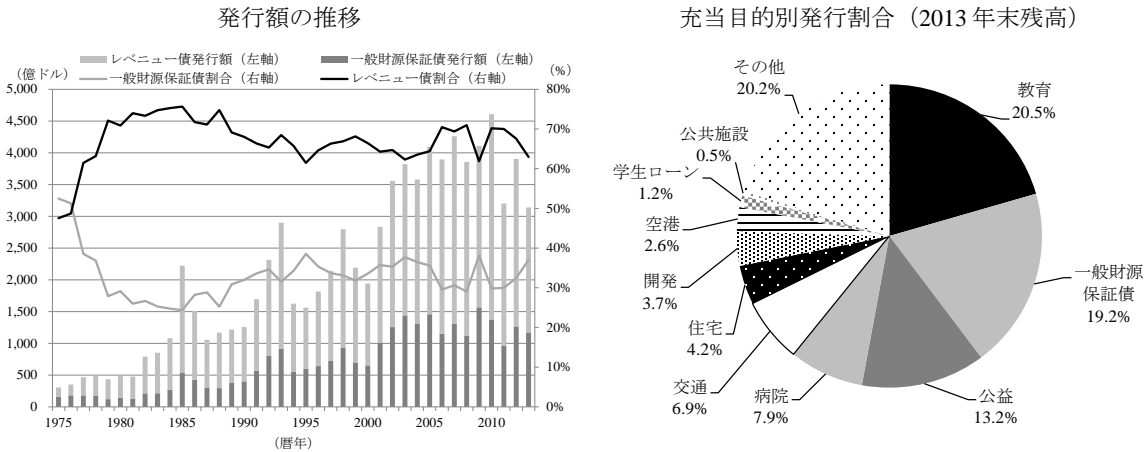 発行額の推移
レベニュー債発行額（左軸）
一般財源保証債発行額（左軸）
一般財源保証債割合（右軸）
レベニュー債割合（右軸）
（億ドル）
（%）
5,000
4,500
4,000
3,500
3,000
2,500
2,000
1,500
1,000
500
0
80%
70%
60%
50%
40%
30%
20%
10%
0%
1975
1980
1985
1990
1995
2000
2005
2010
（暦年）
充当目的別発行割合（2013 年末残高）
教育
20.5%
一般財源
保証債
19.2%
公益
13.2%
病院
7.9%
交通
6.9%
住宅
4.2%
開発
3.7%
空港
2.6%
学生ローン
1.2%
公共施設
0.5%
その他
20.2%